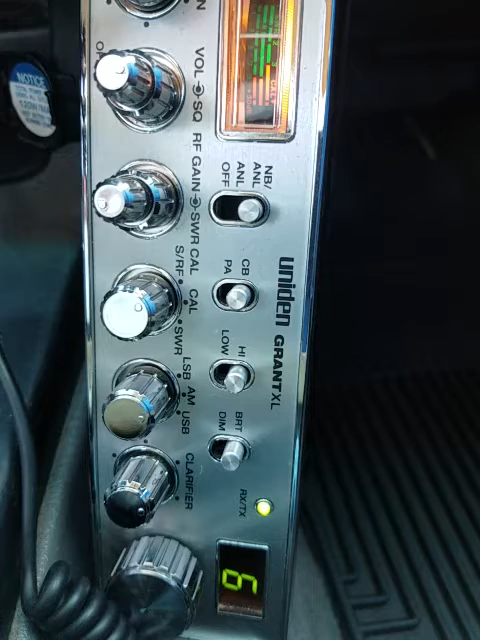 NOTICE
VOL SQ
RF GAIN SWR CAL
S/RF CAL SWR
LSB AM USB
CLARIFIER
NB/
ANL
ANL
OFF
CB
PA
HI
LOW
BRT
DIM
RX/TX
uniden GRANT XL
9